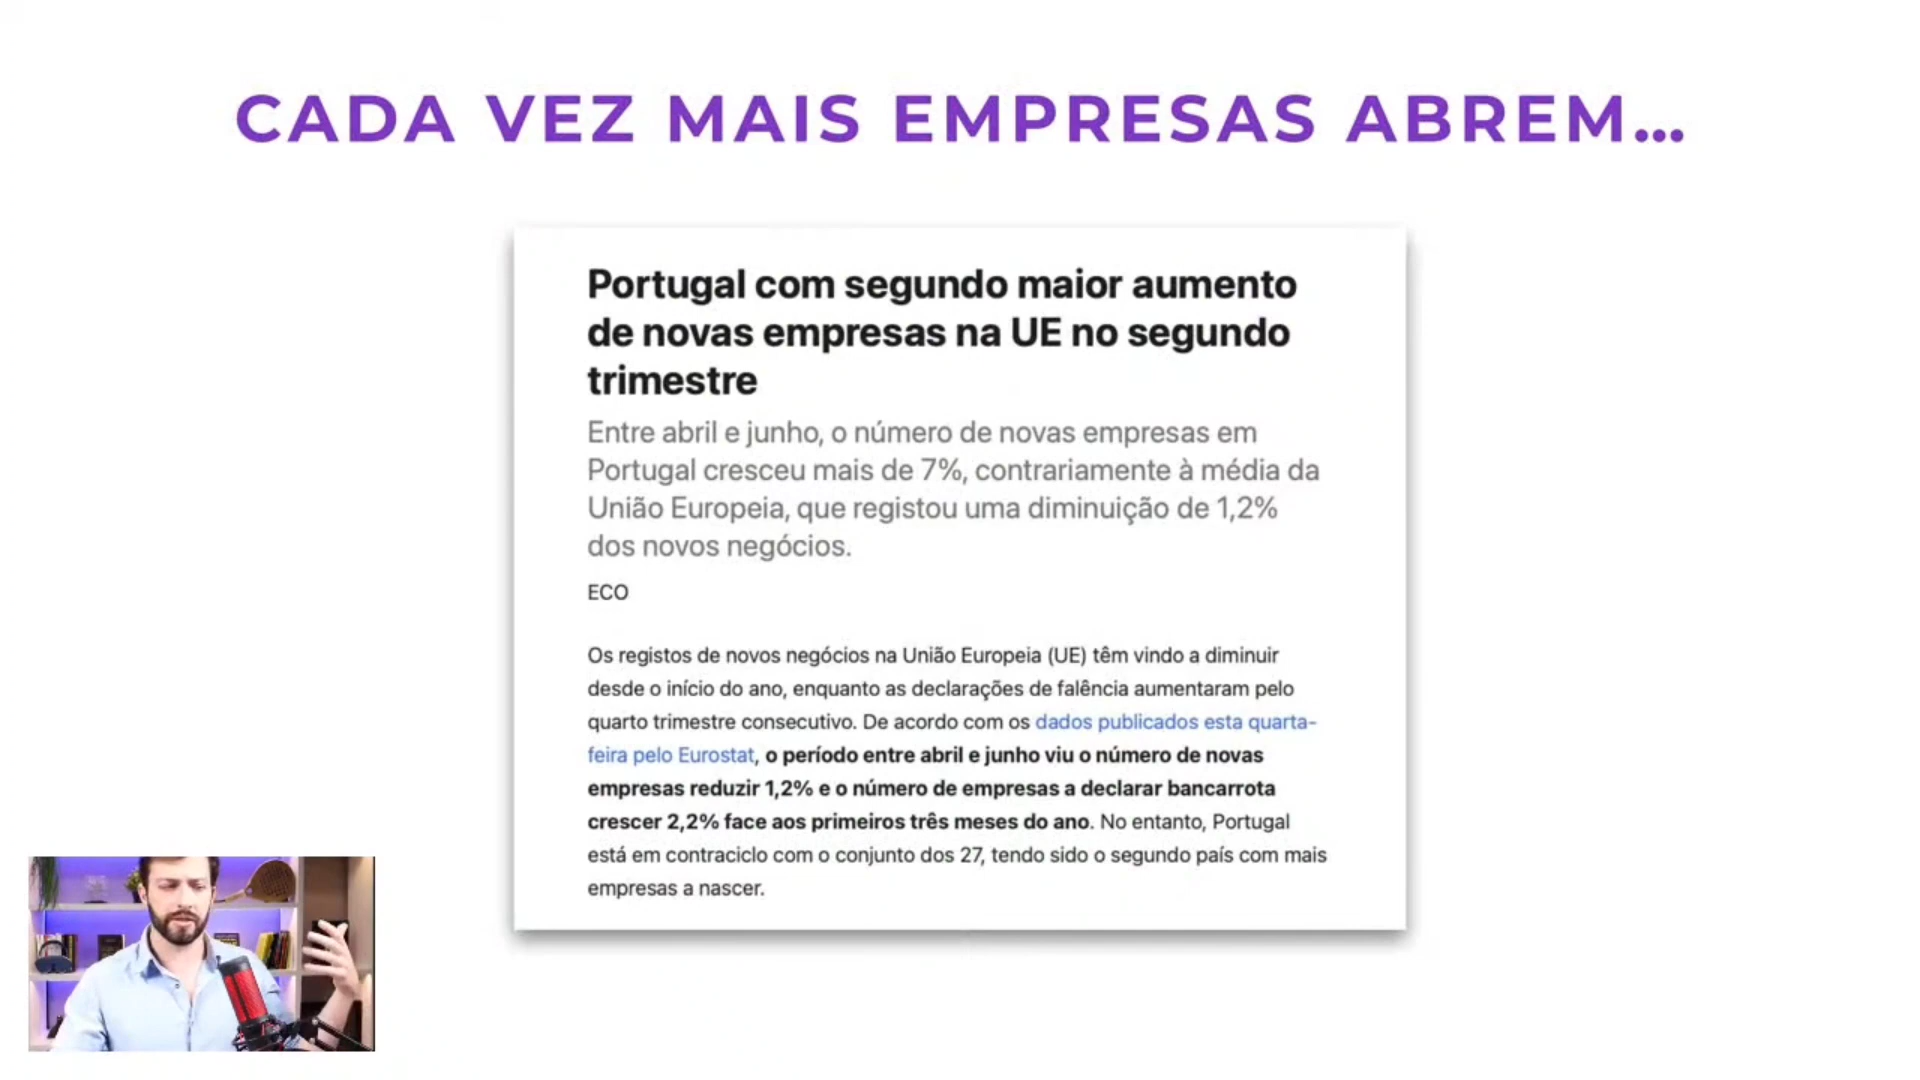 CADA VEZ MAIS EMPRESAS ABREM...
Portugal com segundo maior aumento
de novas empresas na UE no segundo
trimestre
Entre abril e junho, o número de novas empresas em
Portugal cresceu mais de 7%, contrariamente à média da
União Europeia, que registou uma diminuição de 1,2%
dos novos negócios.
ECO
Os registos de novos negócios na União Europeia (UE) têm vindo a diminuir
desde o início do ano, enquanto as declarações de falência aumentaram pelo
quarto trimestre consecutivo. De acordo com os dados publicados esta quarta-
feira pelo Eurostat, o período entre abril e junho viu o número de novas
empresas reduzir 1,2% e o número de empresas a declarar bancarrota
crescer 2,2% face aos primeiros três meses do ano. No entanto, Portugal
está em contraciclo com o conjunto dos 27, tendo sido o segundo país com mais
empresas a nascer.